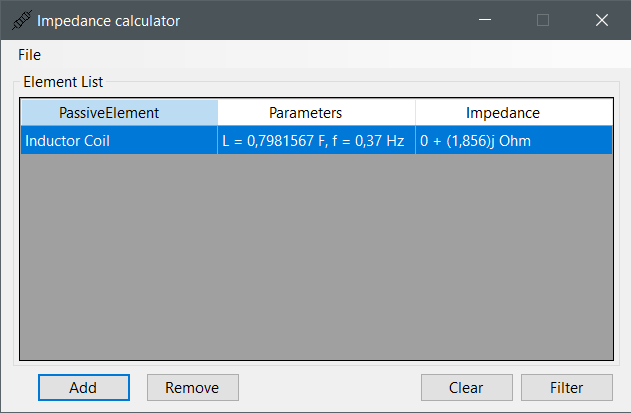 Impedance calculator
File
Element List
PassiveElement Parameters Impedance
Inductor Coil L = 0,7981567 F, f = 0,37 Hz 0 + (1,856)j Ohm
Add Remove Clear Filter